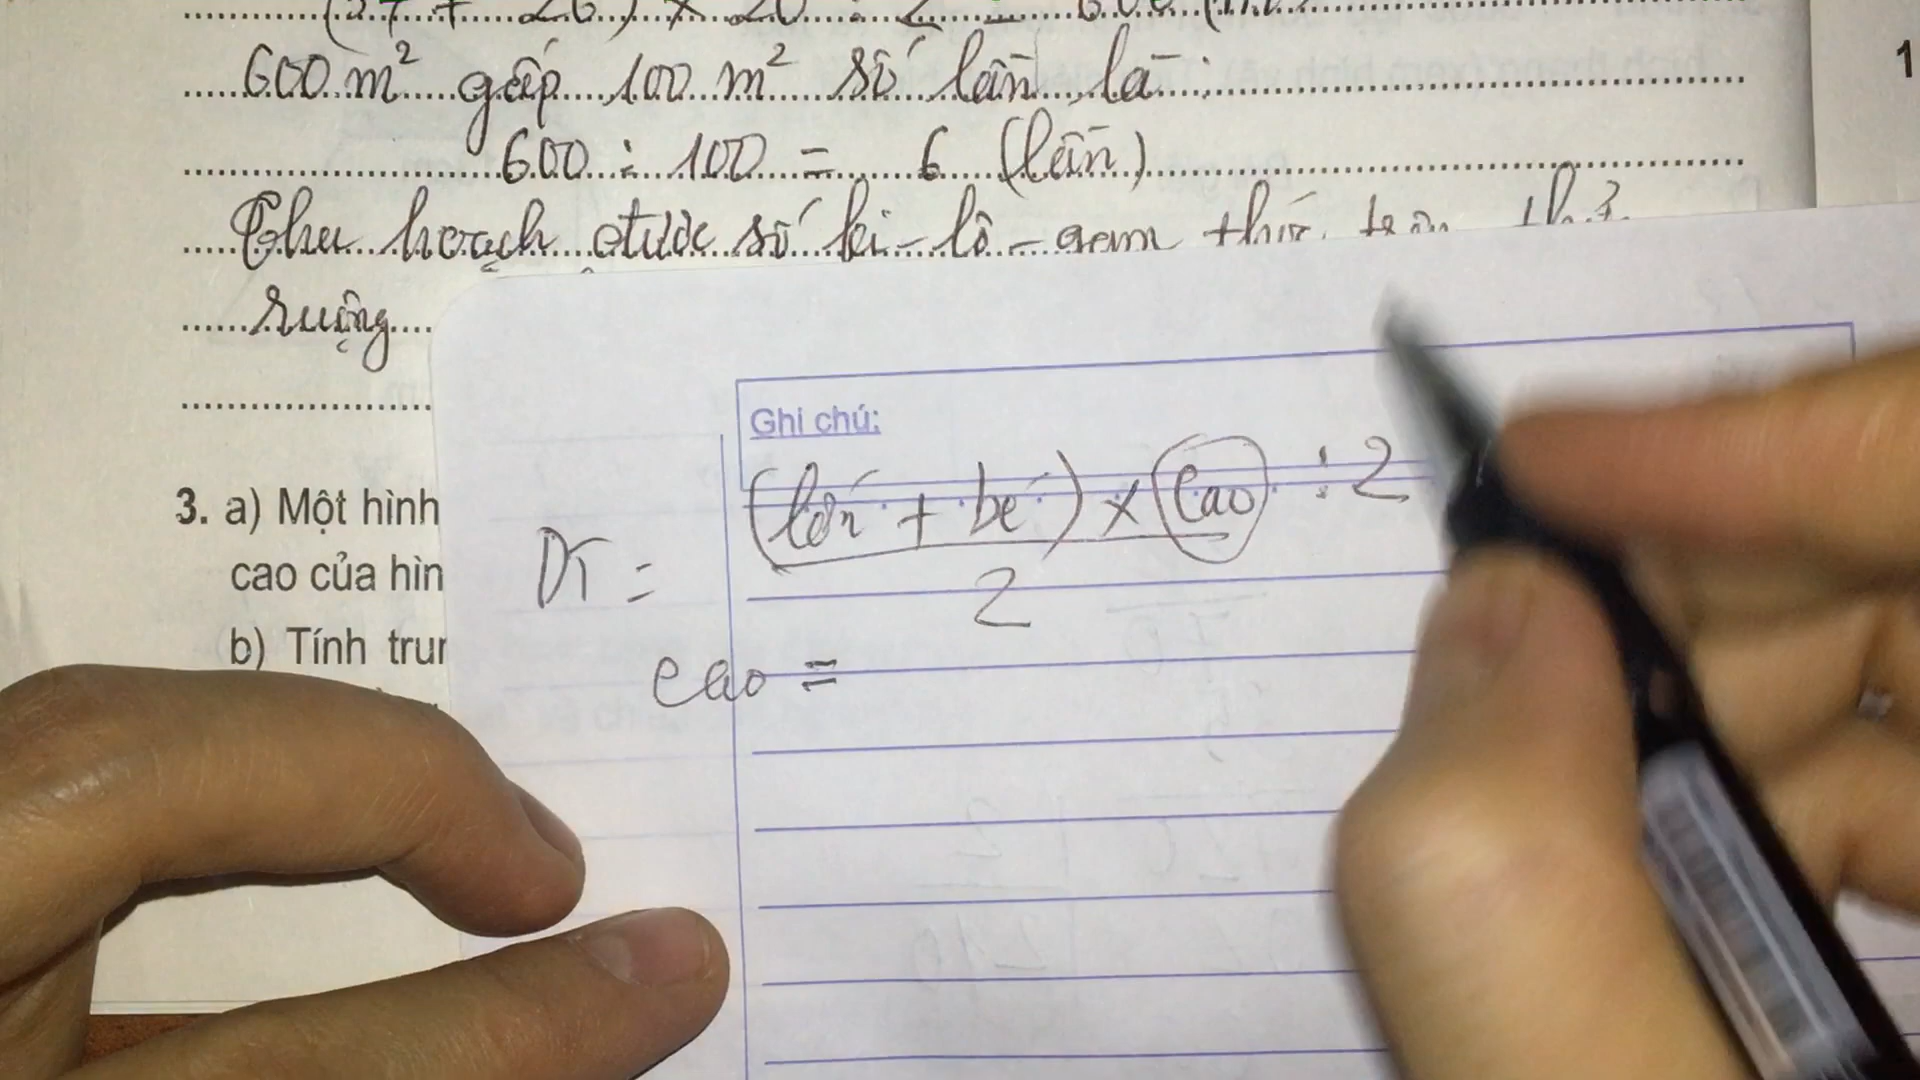 600 m² gấp 100 m² số lần là:
600 : 100 = 6 (lần)
Thu hoạch được số ki-lô-gam thóc trên thửa
ruộng
1
Ghi chú:
(lớn + bé) x Cao : 2
DT =
2
cao =
3. a) Một hình
cao của hìn
b) Tính trur